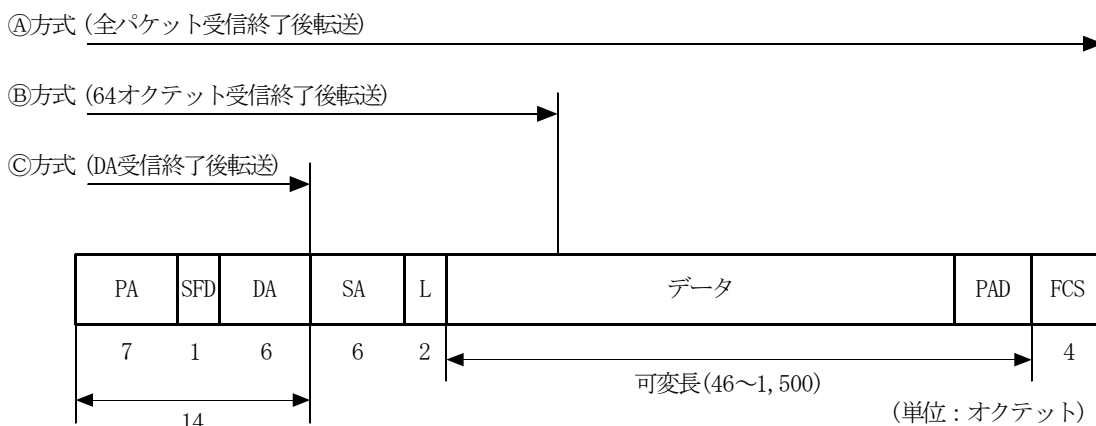 Ⓐ方式 (全パケット受信終了後転送)
Ⓑ方式 (64オクテット受信終了後転送)
Ⓒ方式 (DA受信終了後転送)
PA SFD DA SA L データ PAD FCS
7 1 6 6 2 4
可変長(46～1,500)
14
(単位：オクテット)